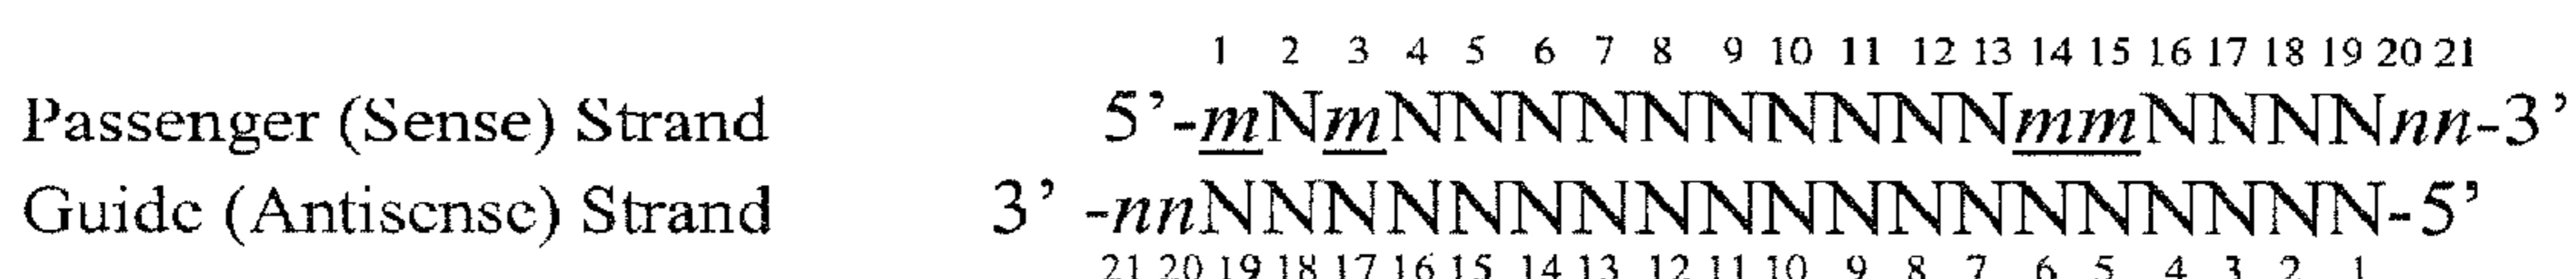 1 2 3 4 5 6 7 8 9 10 11 12 13 14 15 16 17 18 19 20 21
Passenger (Sense) Strand 5’-mNmNNNNNNNNNNmmNNNNnn-3’
Guide (Antisense) Strand 3’ -nnNNNNNNNNNNNNNNNNNNN-5’
21 20 19 18 17 16 15 14 13 12 11 10 9 8 7 6 5 4 3 2 1